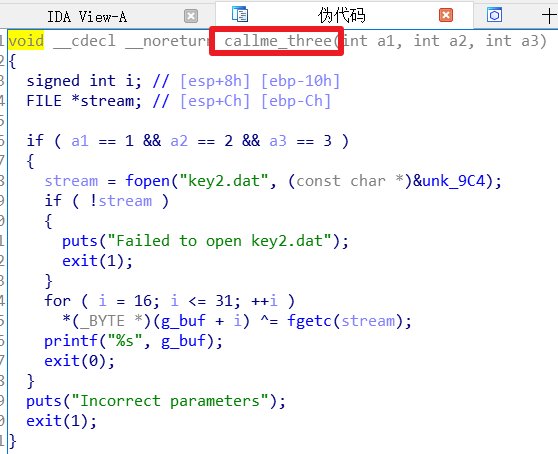 IDA View-A 伪代码
void __cdecl __noreturn callme_three(int a1, int a2, int a3)
{
signed int i; // [esp+8h] [ebp-10h]
FILE *stream; // [esp+Ch] [ebp-Ch]
if ( a1 == 1 && a2 == 2 && a3 == 3 )
{
stream = fopen("key2.dat", (const char *)&unk_9C4);
if ( !stream )
{
puts("Failed to open key2.dat");
exit(1);
}
for ( i = 16; i <= 31; ++i )
*(_BYTE *)(g_buf + i) ^= fgetc(stream);
printf("%s", g_buf);
exit(0);
}
puts("Incorrect parameters");
exit(1);
}